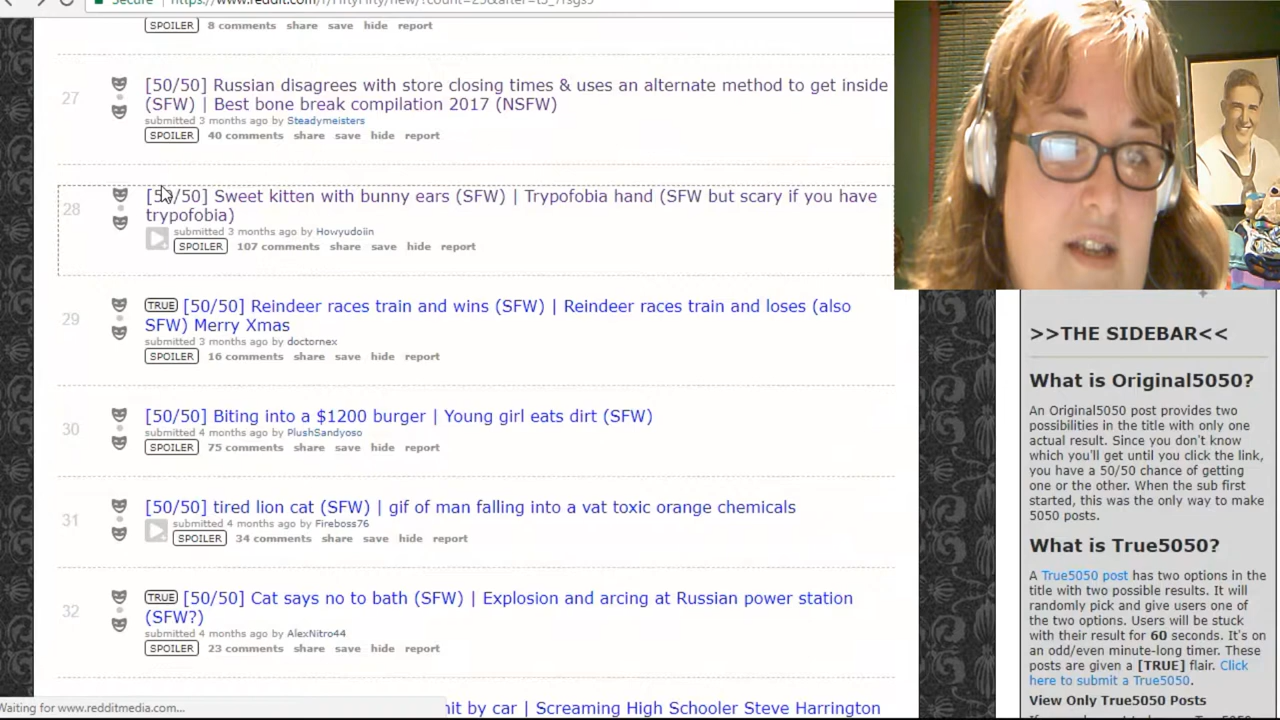 Secure
SPOILER 8 comments share save hide report
27
[50/50] Russian disagrees with store closing times & uses an alternate method to get inside
(SFW) | Best bone break compilation 2017 (NSFW)
submitted 3 months ago by Steadymeisters
SPOILER 40 comments share save hide report
28
[50/50] Sweet kitten with bunny ears (SFW) | Trypofobia hand (SFW but scary if you have
trypofobia)
submitted 3 months ago by Howyudoiin
SPOILER 107 comments share save hide report
29
TRUE [50/50] Reindeer races train and wins (SFW) | Reindeer races train and loses (also
SFW) Merry Xmas
submitted 3 months ago by doctornex
SPOILER 16 comments share save hide report
30
[50/50] Biting into a $1200 burger | Young girl eats dirt (SFW)
submitted 4 months ago by PlushSandyoso
SPOILER 75 comments share save hide report
31
[50/50] tired lion cat (SFW) | gif of man falling into a vat toxic orange chemicals
submitted 4 months ago by Fireboss76
SPOILER 34 comments share save hide report
32
TRUE [50/50] Cat says no to bath (SFW) | Explosion and arcing at Russian power station
(SFW?)
submitted 4 months ago by AlexNitro44
SPOILER 23 comments share save hide report
hit by car | Screaming High Schooler Steve Harrington
Waiting for www.redditmedia.com...
>>THE SIDEBAR<<
What is Original5050?
An Original5050 post provides two
possibilities in the title with only one
actual result. Since you don't know
which you'll get until you click the link,
you have a 50/50 chance of getting
one or the other. When the sub first
started, this was the only way to make
5050 posts.
What is True5050?
A True5050 post has two options in the
title with two possible results. It will
randomly pick and give users one of
the two options. Users will be stuck
with their result for 60 seconds. It's on
an odd/even minute-long timer. These
posts are given a [TRUE] flair. Click
here to submit a True5050.
View Only True5050 Posts